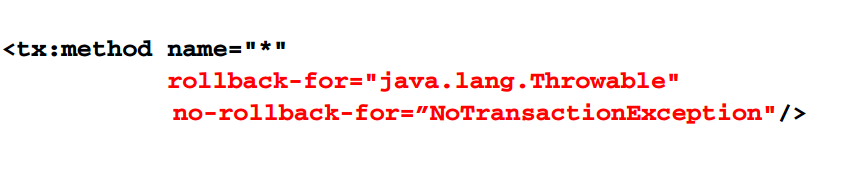 <tx:method name="*"
rollback-for="java.lang.Throwable"
no-rollback-for=”NoTransactionException"/>